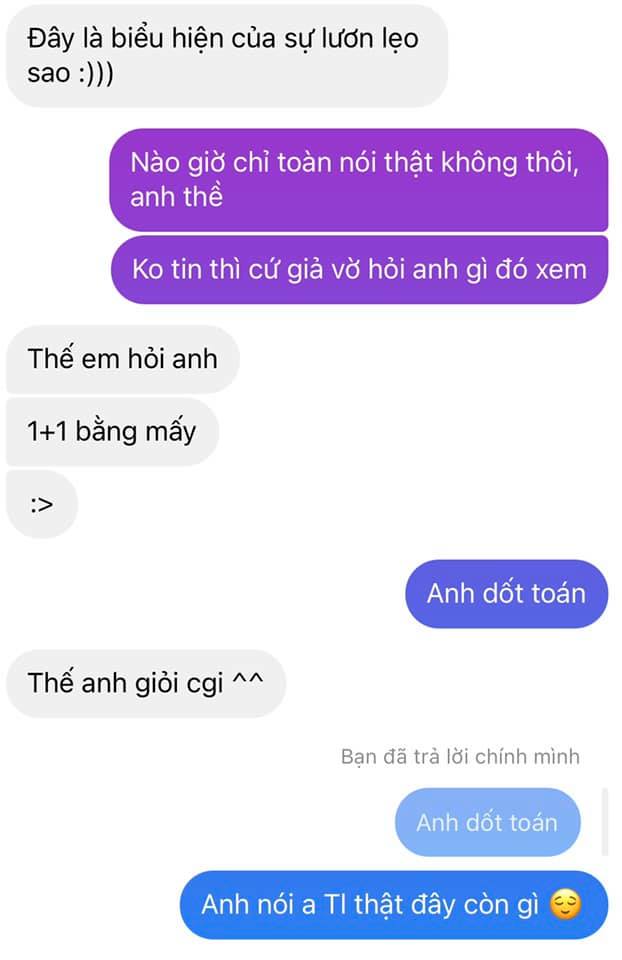 Đây là biểu hiện của sự lươn lẹo
sao :)))
Nào giờ chỉ toàn nói thật không thôi,
anh thề
Ko tin thì cứ giả vờ hỏi anh gì đó xem
Thế em hỏi anh
1+1 bằng mấy
:>
Anh dốt toán
Thế anh giỏi cgi ^^
Bạn đã trả lời chính mình
Anh dốt toán
Anh nói a Tl thật đây còn gì 😌